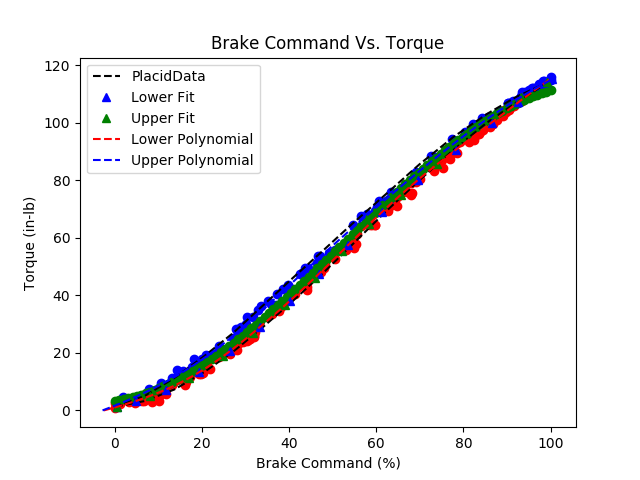 Brake Command Vs. Torque
PlacidData
Lower Fit
Upper Fit
Lower Polynomial
Upper Polynomial
Torque (in-lb)
120
100
80
60
40
20
0
0 20 40 60 80 100
Brake Command (%)